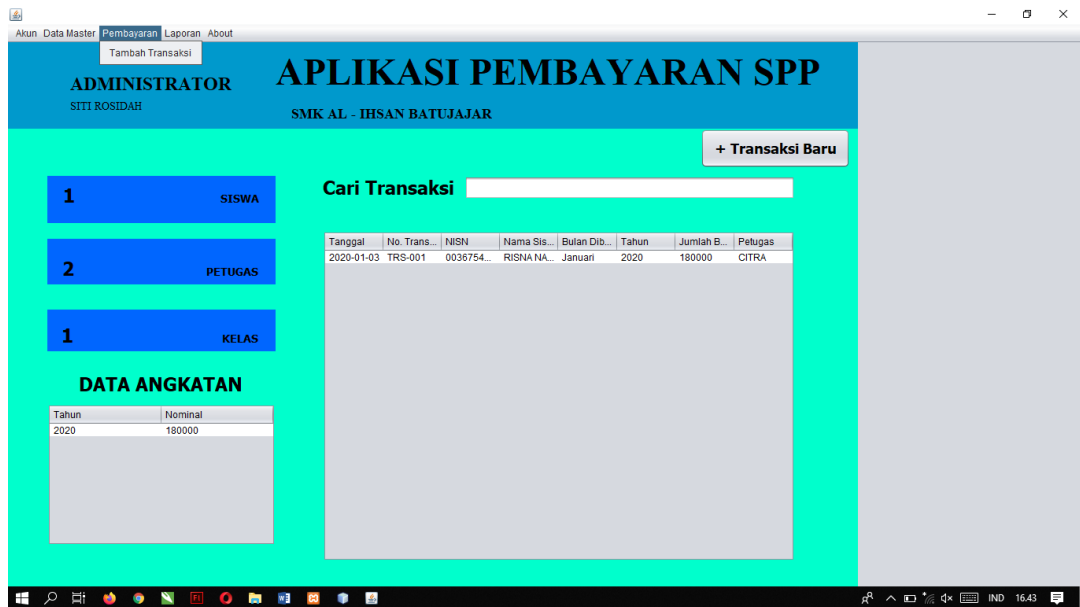 Akun Data Master Pembayaran Laporan About
Tambah Transaksi
ADMINISTRATOR
SITI ROSIDAH
APLIKASI PEMBAYARAN SPP
SMK AL - IHSAN BATUJAJAR
+ Transaksi Baru
1 SISWA
2 PETUGAS
1 KELAS
DATA ANGKATAN
Tahun Nominal
2020 180000
Cari Transaksi
Tanggal No. Trans... NISN Nama Sis... Bulan Dib... Tahun Jumlah B... Petugas
2020-01-03 TRS-001 0036754... RISNA NA... Januari 2020 180000 CITRA
IND 16.43